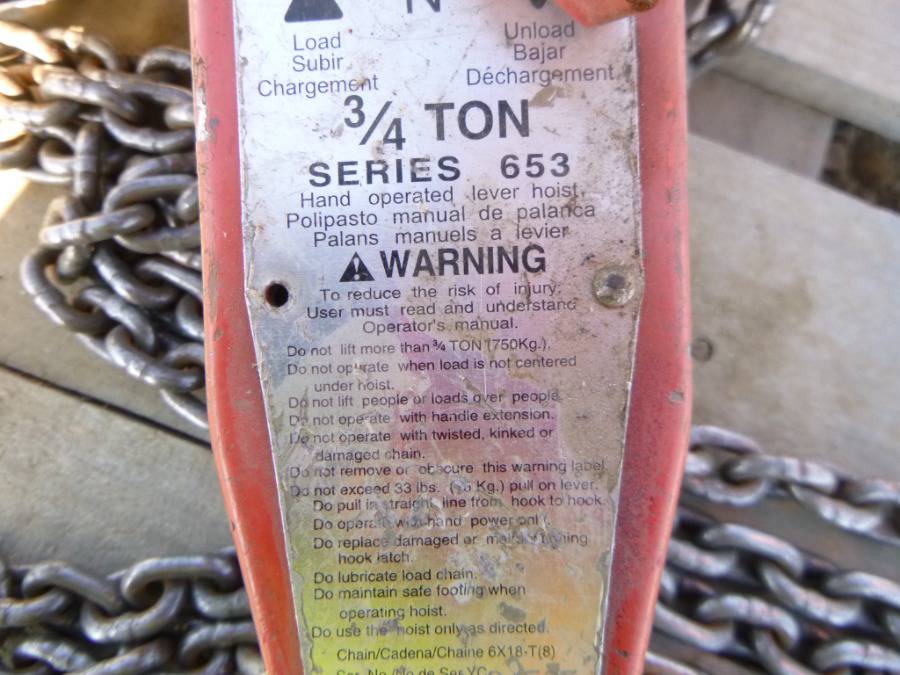 N
Load
Unload
Subir
Bajar
Chargement
Déchargement
3/4 TON
SERIES 653
Hand operated lever hoist
Polipasto manual de palanca
Palans manuels a levier
WARNING
To reduce the risk of injury:
User must read and understand
Operator's manual.
Do not lift more than 3/4 TON (750Kg.).
Do not operate when load is not centered
under hoist.
Do not lift people or loads over people
Do not operate with handle extension.
Do not operate with twisted, kinked or
damaged chain.
Do not remove or obscure this warning label
Do not exceed 33 lbs. Kg.) pull on lever.
Do pull in straight line from hook to hook.
Do operate with hand power only
Do replace damaged or malfunctioning
hook latch.
Do lubricate load chain.
Do maintain safe footing when
operating hoist.
Do use the hoist only as directed.
Chain/Cadena/Chaine 6X18-T(8)
Ser. No./No de Ser.